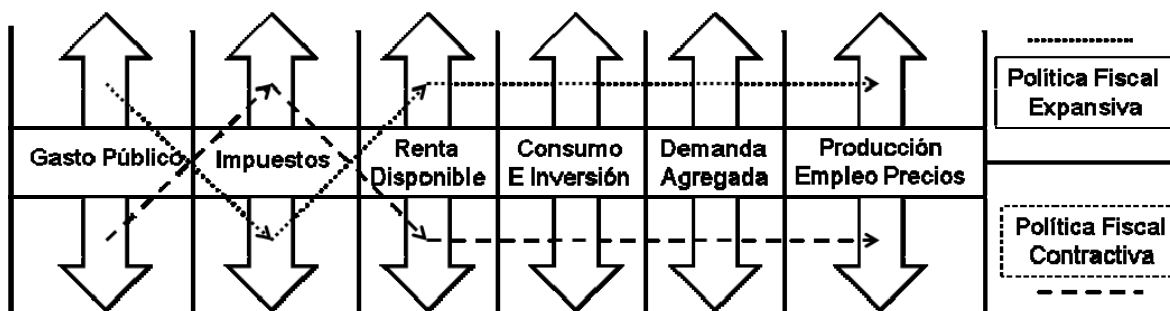 Gasto Público
Impuestos
Renta
Disponible
Consumo
E Inversión
Demanda
Agregada
Producción
Empleo Precios
Política Fiscal
Expansiva
Política Fiscal
Contractiva